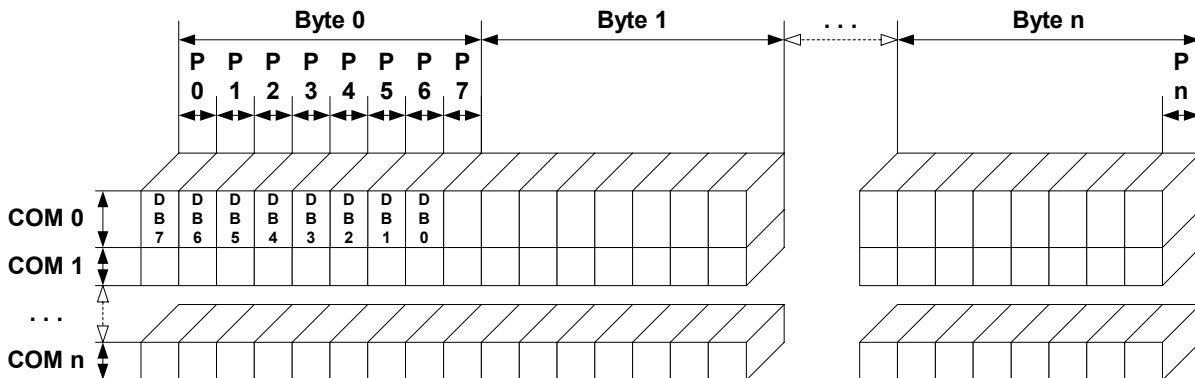 Byte 0 Byte 1 . . . Byte n
P P P P P P P P P
0 1 2 3 4 5 6 7 n
COM 0 D D D D D D D D
B B B B B B B B
7 6 5 4 3 2 1 0
COM 1
. . .
COM n